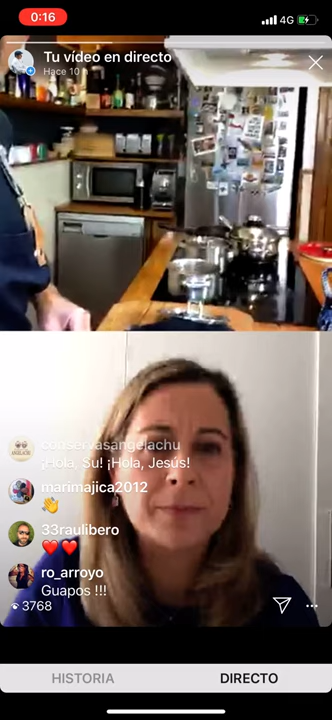 0:16
4G
Tu vídeo en directo
Hace 10 h
conservasangelachu
¡Hola, Su! ¡Hola, Jesús!
marimajica2012
👋
33raulibero
❤️❤️
ro_arroyo
Guapos !!!
3768
HISTORIA
DIRECTO